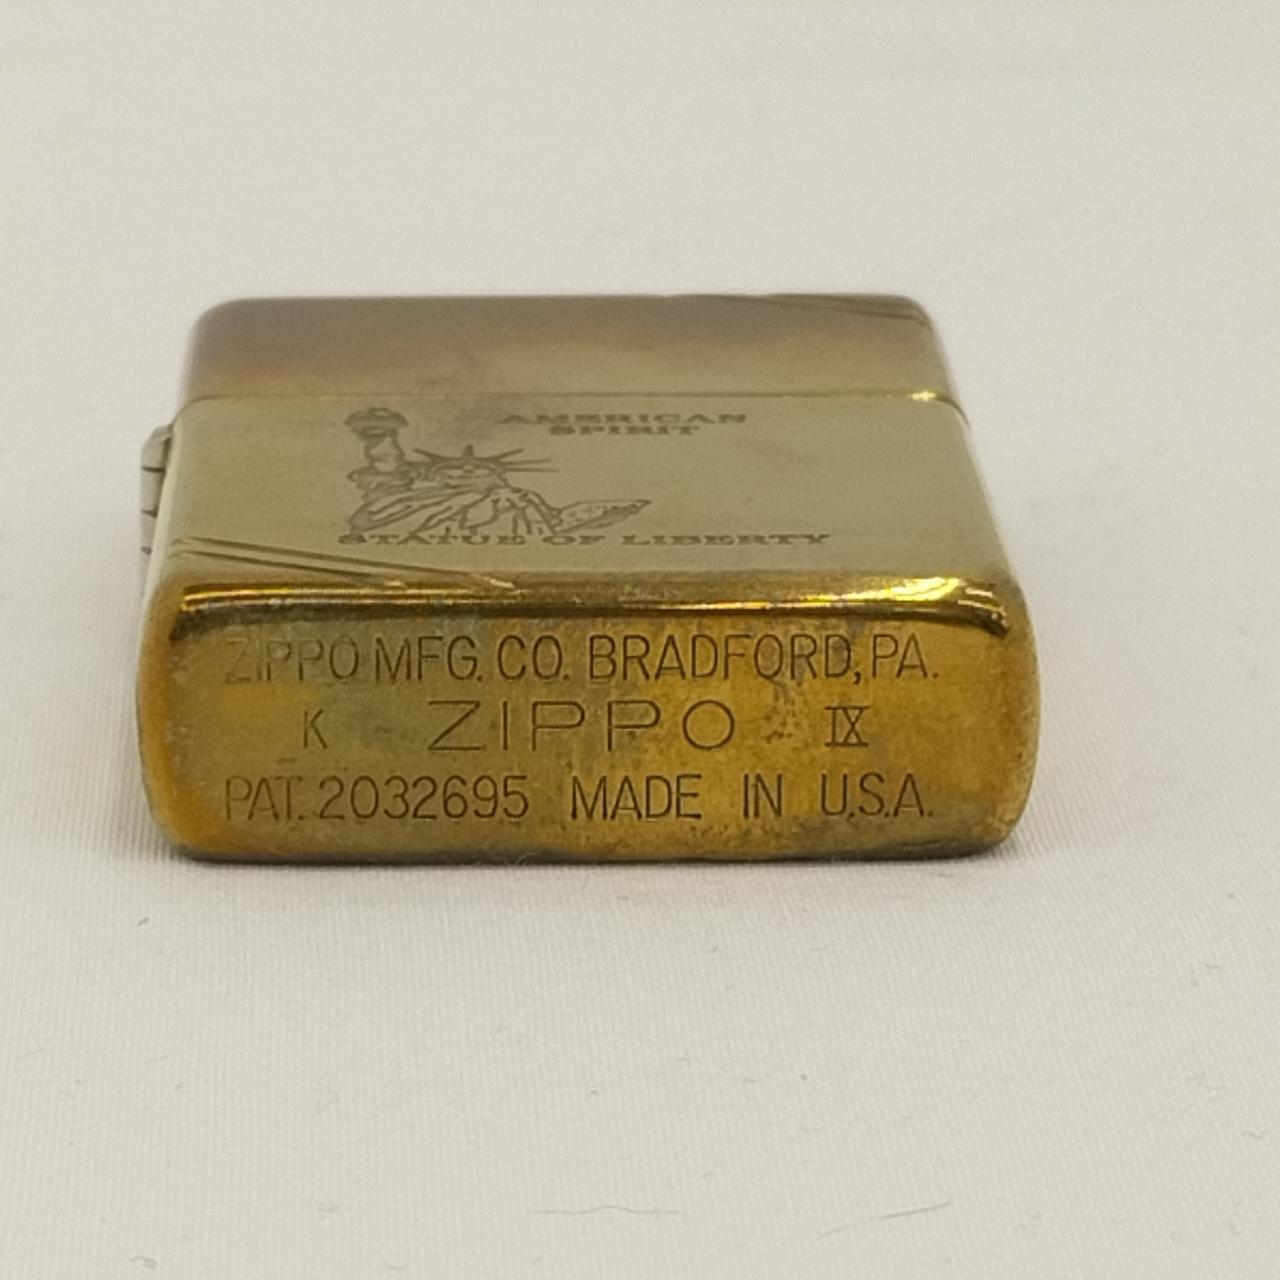 AMERICAN
SPIRIT
STATUE OF LIBERTY
ZIPPO MFG. CO. BRADFORD, PA.
K ZIPPO IX
PAT. 2032695 MADE IN U.S.A.